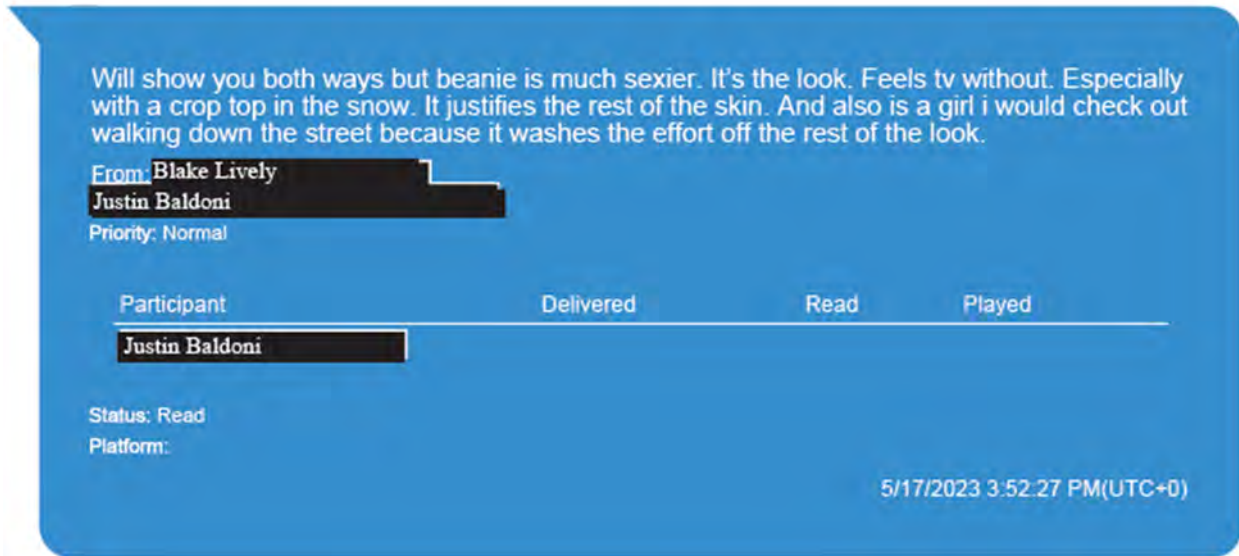 Will show you both ways but beanie is much sexier. It's the look. Feels tv without. Especially
with a crop top in the snow. It justifies the rest of the skin. And also is a girl i would check out
walking down the street because it washes the effort off the rest of the look.
From: Blake Lively
Justin Baldoni
Priority: Normal
Participant Delivered Read Played
Justin Baldoni
Status: Read
Platform:
5/17/2023 3:52:27 PM(UTC+0)